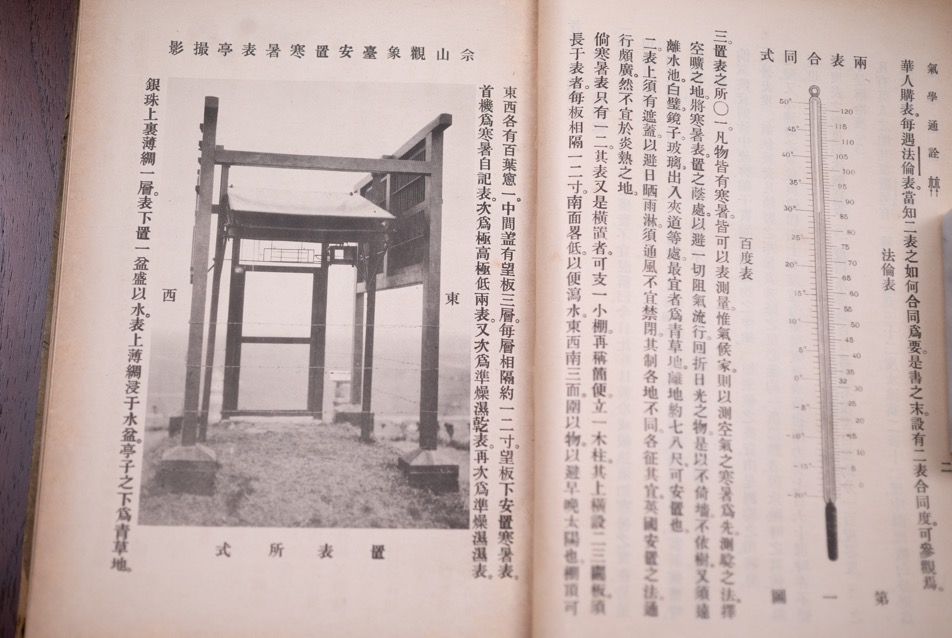 氣學通詮
二
華人購表。每遇法倫表。當知二表之如何合同爲要。是書之末。設有二表合同度。可參觀焉。
法倫表
兩表合同式
50°
45°
40°
35°
30°
25°
20°
15°
10°
5°
0°
120
115
110
105
100
95
90
85
80
75
70
65
60
55
50
45
40
35
32
30
25
20
15
10
5
0
第一圖
百度表
三。置表之所〇一。凡物皆有寒暑。皆可以表測量。惟氣候家。則以測空氣之寒暑爲先。測騐之法。擇
空曠之地。將寒暑表。置之蔭處。以避一切阻氣流行。回折日光之物。是以不倚墻。不依樹。又須遠
離水池。白璧。鏡子。玻璃。出入夾道等處。最宜者爲青草地。離地約七八尺。可安置也。
二。表上須有遮蓋。以避日晒雨淋。須通風。不宜禁閉。其制各地不同。各征其宜。英國安置之法。通
行頗廣。然不宜於炎熱之地。
倘寒暑表只有一二。其表又是橫置者。可支一小棚。再稱簡便。立一木柱。其上橫設二三闊板。須
長于表者。每板相隔一二寸。南面畧低。以便瀉水。東西南三面。圍以物。以避早晚太陽也。棚頂可
佘山觀象臺安置寒暑表亭撮影
東西各有百葉窻一。中間蓋有望板三層。每層相隔約一二寸。望板下安置寒暑表。
首機爲寒暑自記表。次爲極高極低兩表。又次爲準燥濕乾表。再次爲準燥濕濕表。
東
西
置表所式
銀珠上裏薄綢一層。表下置一盆盛以水。表上薄綢浸于水盆。亭子之下爲青草地。